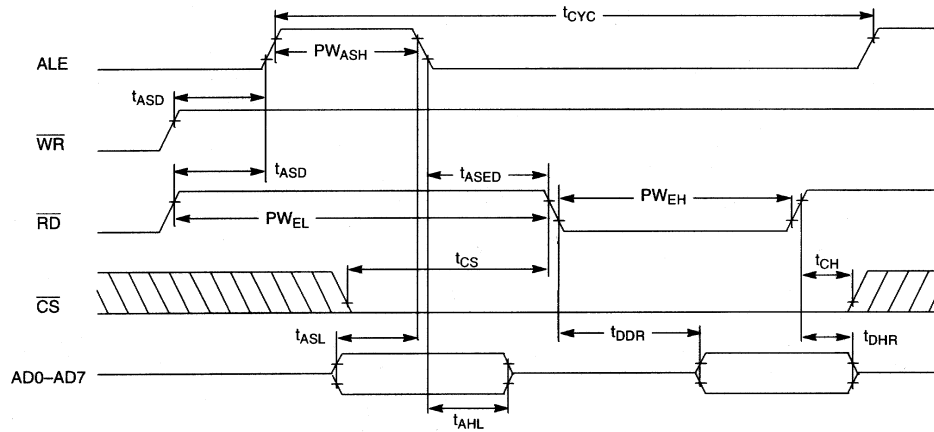 tCYC
ALE
PWASH
tASD
WR
tASD
tASED
RD
PWEL
PWEH
tCS
tCH
CS
tASL
tDDR
tDHR
AD0–AD7
tAHL